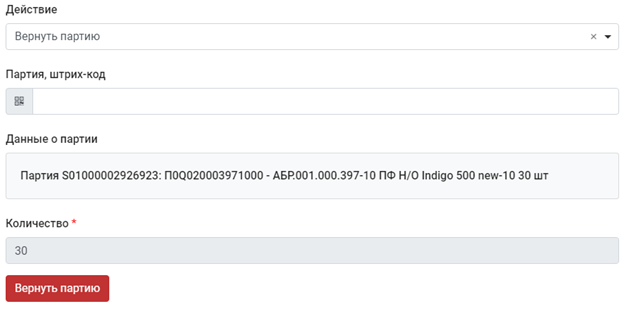 Действие
Вернуть партию
Партия, штрих-код
Данные о партии
Партия S01000002926923: П0Q020003971000 - АБР.001.000.397-10 ПФ Н/О Indigo 500 new-10 30 шт
Количество *
30
Вернуть партию